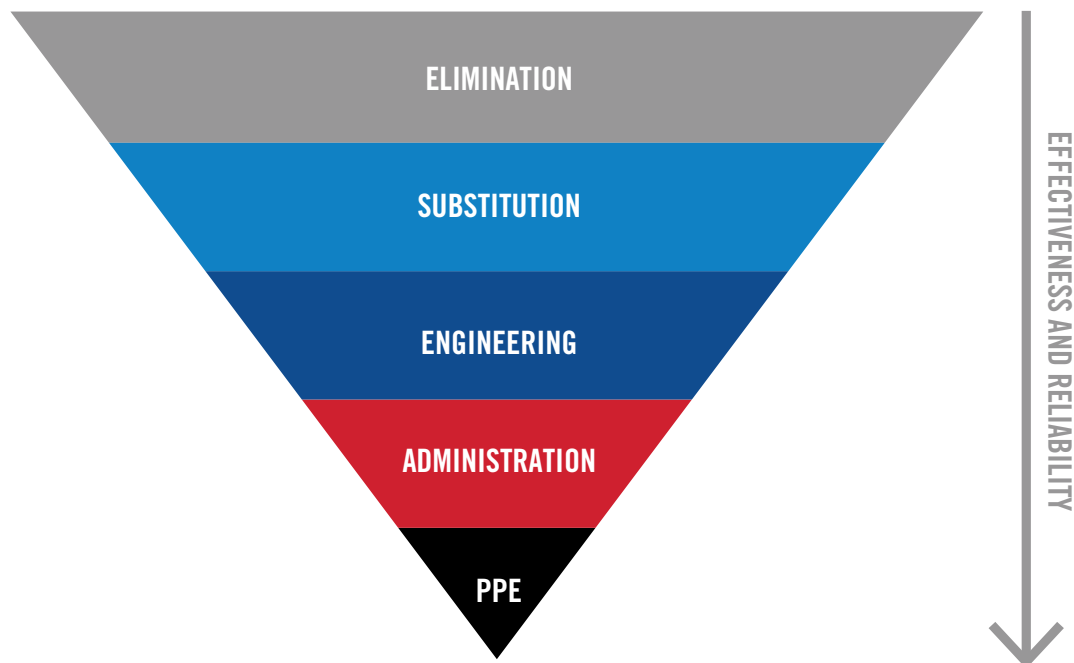 ELIMINATION
SUBSTITUTION
ENGINEERING
ADMINISTRATION
PPE
EFFECTIVENESS AND RELIABILITY